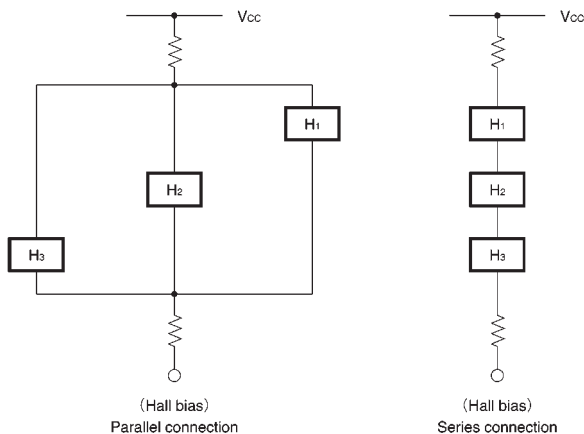 Vcc
H1
H2
H3
(Hall bias)
Parallel connection
Vcc
H1
H2
H3
(Hall bias)
Series connection